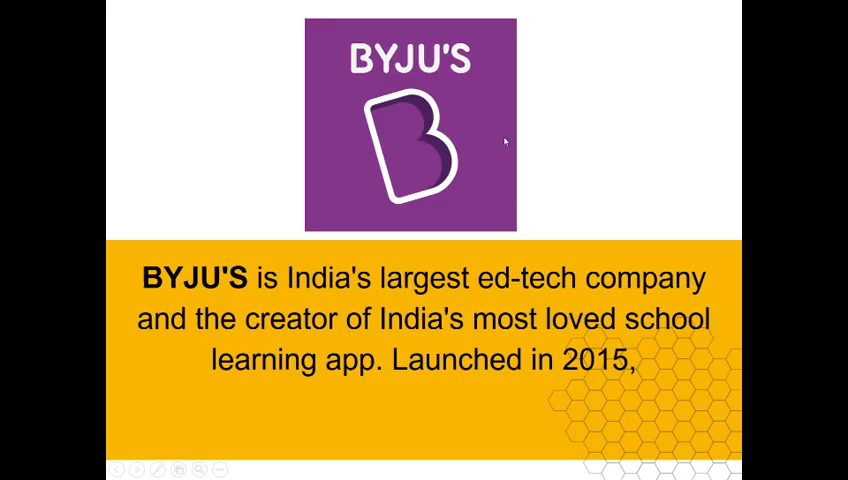 BYJU'S
B
BYJU'S is India's largest ed-tech company
and the creator of India's most loved school
learning app. Launched in 2015,